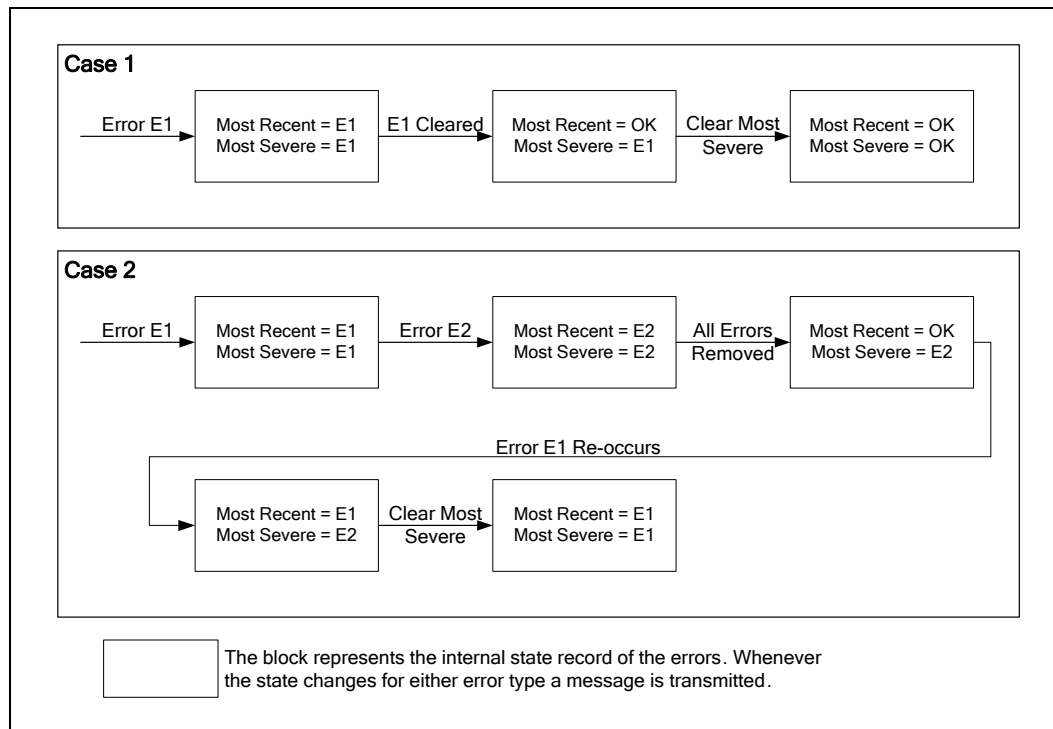 Case 1
Error E1
Most Recent = E1
Most Severe = E1
E1 Cleared
Most Recent = OK
Most Severe = E1
Clear Most
Severe
Most Recent = OK
Most Severe = OK
Case 2
Error E1
Most Recent = E1
Most Severe = E1
Error E2
Most Recent = E2
Most Severe = E2
All Errors
Removed
Most Recent = OK
Most Severe = E2
Error E1 Re-occurs
Most Recent = E1
Most Severe = E2
Clear Most
Severe
Most Recent = E1
Most Severe = E1
The block represents the internal state record of the errors. Whenever
the state changes for either error type a message is transmitted.